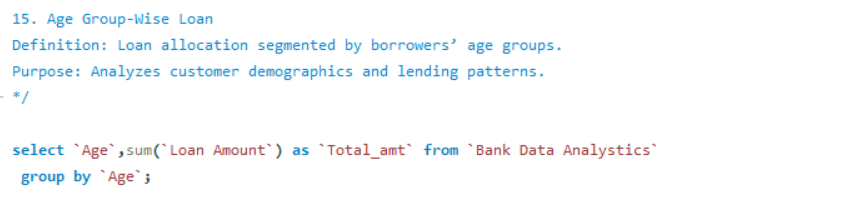 15. Age Group-Wise Loan
Definition: Loan allocation segmented by borrowers’ age groups.
Purpose: Analyzes customer demographics and lending patterns.
*/
select `Age`,sum(`Loan Amount`) as `Total_amt` from `Bank Data Analystics`
group by `Age`;